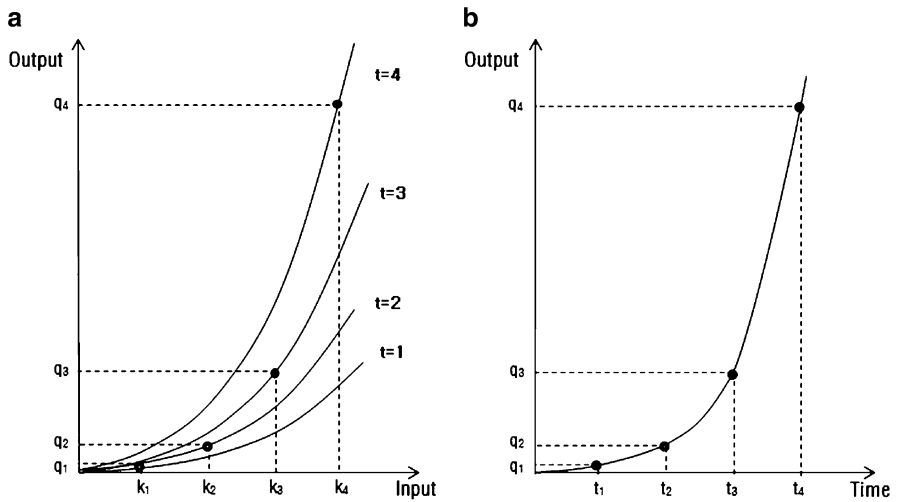 a
Output
t=4
q₄
t=3
t=2
t=1
q₃
q₂
q₁
k₁ k₂ k₃ k₄ Input
b
Output
q₄
q₃
q₂
q₁
t₁ t₂ t₃ t₄ Time